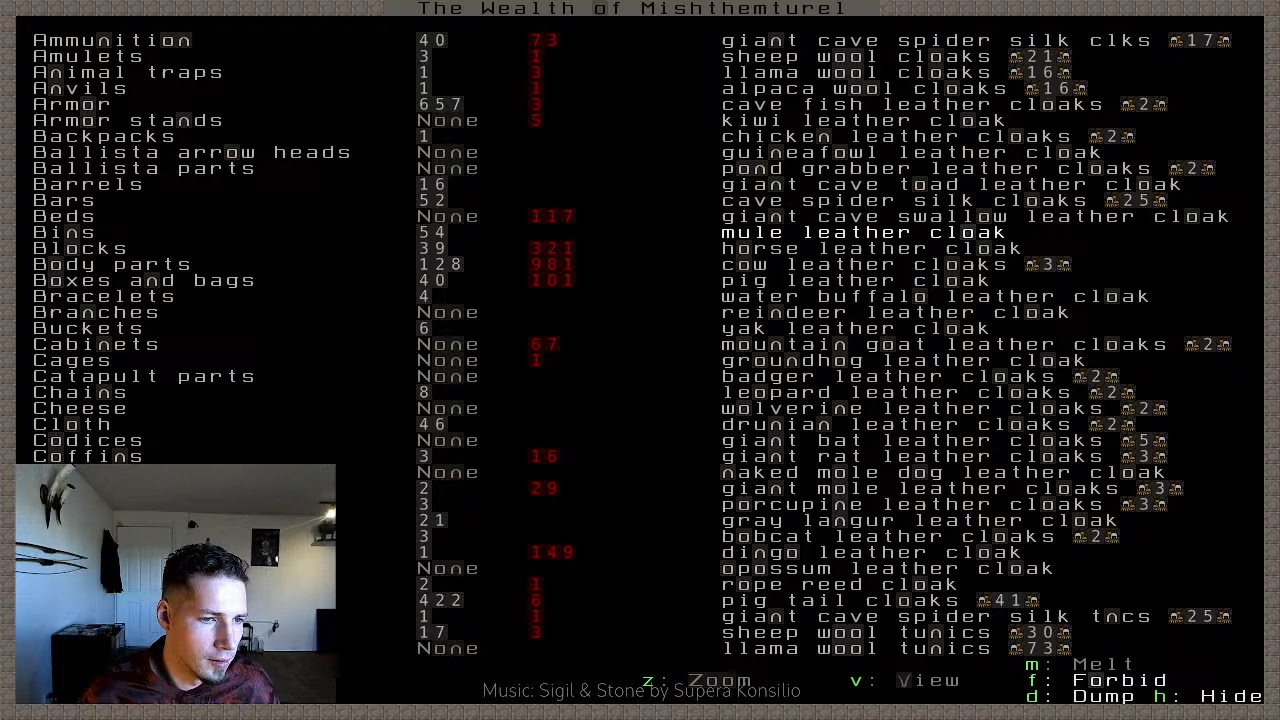 The Wealth of Mishthemturel
Ammunition 40 73 giant cave spider silk clks 17
Amulets 3 1 sheep wool cloaks 21
Animal traps 1 3 llama wool cloaks 16
Anvils 1 1 alpaca wool cloaks 16
Armor 657 3 cave fish leather cloaks 2
Armor stands None 5 kiwi leather cloak
Backpacks 1 chicken leather cloaks 2
Ballista arrow heads None guineafowl leather cloak
Ballista parts None pond grabber leather cloaks 2
Barrels 16 giant cave toad leather cloak
Bars 52 cave spider silk cloaks 25
Beds None 117 giant cave swallow leather cloak
Bins 54 mule leather cloak
Blocks 39 321 horse leather cloak
Body parts 128 981 cow leather cloaks 3
Boxes and bags 40 101 pig leather cloak
Bracelets 4 water buffalo leather cloak
Branches None reindeer leather cloak
Buckets 6 yak leather cloak
Cabinets None 67 mountain goat leather cloaks 2
Cages None 1 groundhog leather cloak
Catapult parts None badger leather cloaks 2
Chains 8 leopard leather cloaks 2
Cheese None wolverine leather cloaks 2
Cloth 46 drunian leather cloaks 2
Codices None giant bat leather cloaks 5
Coffins 3 16 giant rat leather cloaks 3
None naked mole dog leather cloak
2 29 giant mole leather cloaks 3
3 porcupine leather cloaks 3
21 gray langur leather cloak
3 bobcat leather cloaks 2
1 149 dingo leather cloak
None opossum leather cloak
2 1 rope reed cloak
422 6 pig tail cloaks 41
1 1 giant cave spider silk tncs 25
17 3 sheep wool tunics 30
None llama wool tunics 73
m: Melt
z: Zoom v: View f: Forbid
Music: Sigil & Stone by Supera Konsilio
d: Dump h: Hide